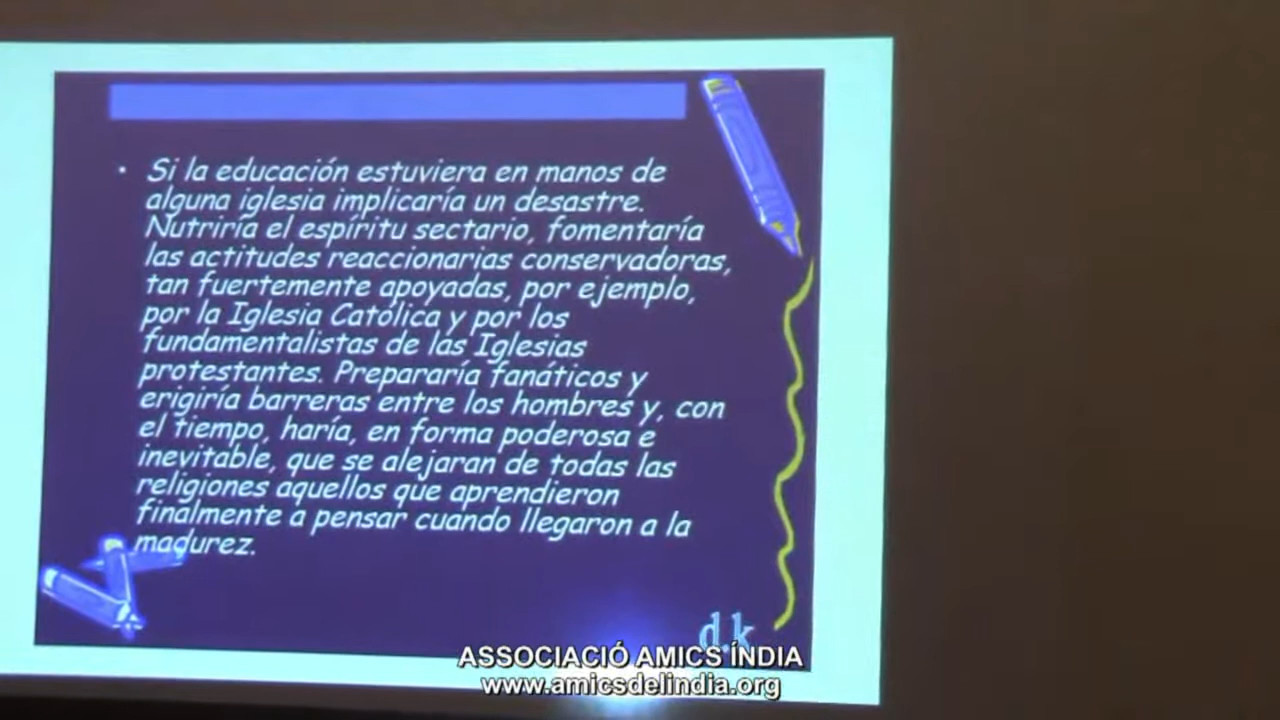 • Si la educación estuviera en manos de
alguna iglesia implicaría un desastre.
Nutriría el espíritu sectario, fomentaría
las actitudes reaccionarias conservadoras,
tan fuertemente apoyadas, por ejemplo,
por la Iglesia Católica y por los
fundamentalistas de las Iglesias
protestantes. Prepararía fanáticos y
erigiría barreras entre los hombres y, con
el tiempo, haría, en forma poderosa e
inevitable, que se alejaran de todas las
religiones aquellos que aprendieron
finalmente a pensar cuando llegaron a la
madurez.
d.k
ASSOCIACIÓ AMICS ÍNDIA
www.amicsdelindia.org